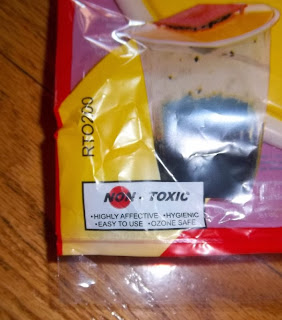 RTO200
NON - TOXIC
•HIGHLY AFFECTIVE •HYGIENIC
•EASY TO USE •OZONE SAFE